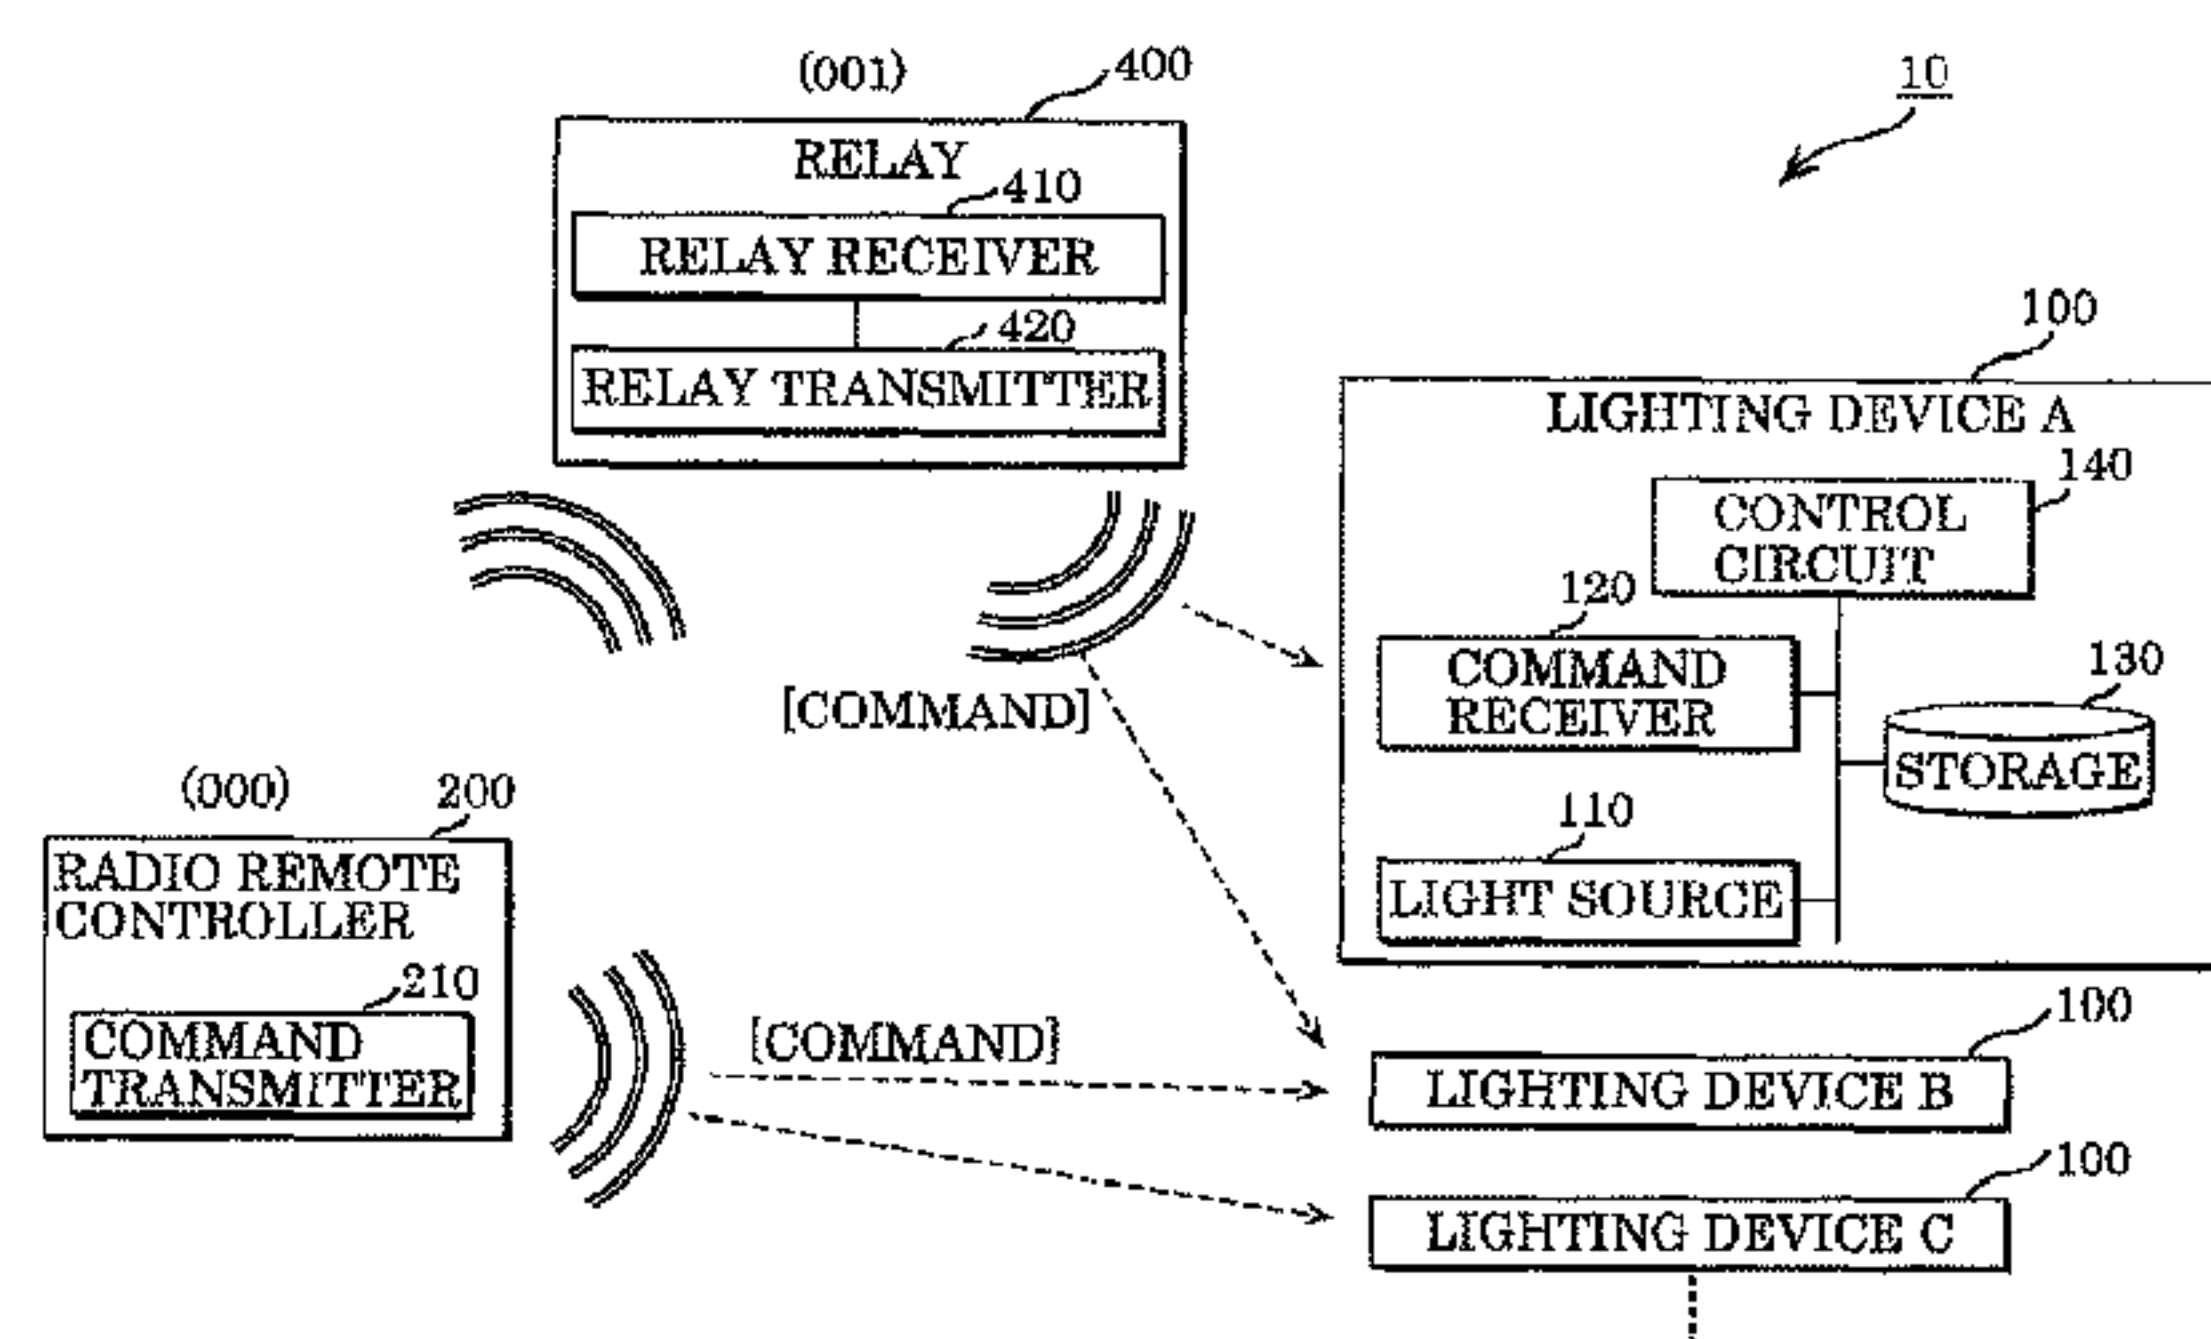 (001)
400
10
RELAY
410
RELAY RECEIVER
420
RELAY TRANSMITTER
100
LIGHTING DEVICE A
140
CONTROL
CIRCUIT
120
COMMAND
RECEIVER
130
STORAGE
110
LIGHT SOURCE
[COMMAND]
(000)
200
RADIO REMOTE
CONTROLLER
210
COMMAND
TRANSMITTER
[COMMAND]
100
LIGHTING DEVICE B
100
LIGHTING DEVICE C